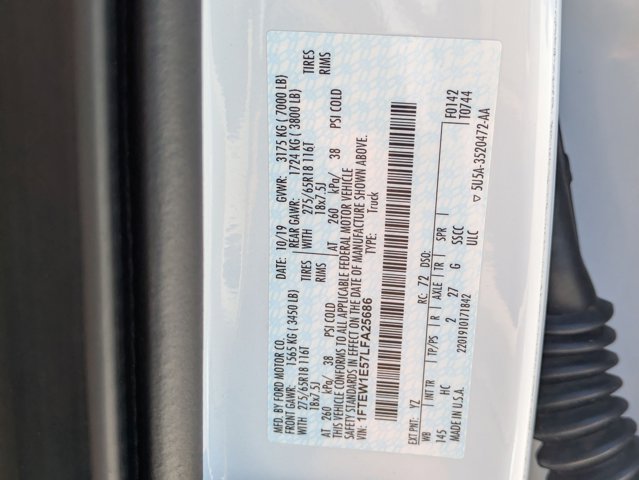 MFD. BY FORD MOTOR CO.
DATE: 10/19 GVWR: 3175 KG ( 7000 LB)
FRONT GAWR: 1565 KG ( 3450 LB) REAR GAWR: 1724 KG ( 3800 LB)
WITH 275/65R18 116T TIRES WITH 275/65R18 116T TIRES
18x7.5J RIMS 18x7.5J RIMS
AT 260 kPa/ 38 PSI COLD AT 260 kPa/ 38 PSI COLD
THIS VEHICLE CONFORMS TO ALL APPLICABLE FEDERAL MOTOR VEHICLE
SAFETY STANDARDS IN EFFECT ON THE DATE OF MANUFACTURE SHOWN ABOVE.
VIN: 1FTEW1E57LFA25686 TYPE: Truck
F0142
T0744
EXT PNT: YZ RC: 72 DSO:
WB INT TR TP/PS R AXLE TR SPR
145 HC 2 27 G SSCC
MADE IN U.S.A. ULC
2201910171842
▽ 5U5A-3520472-AA